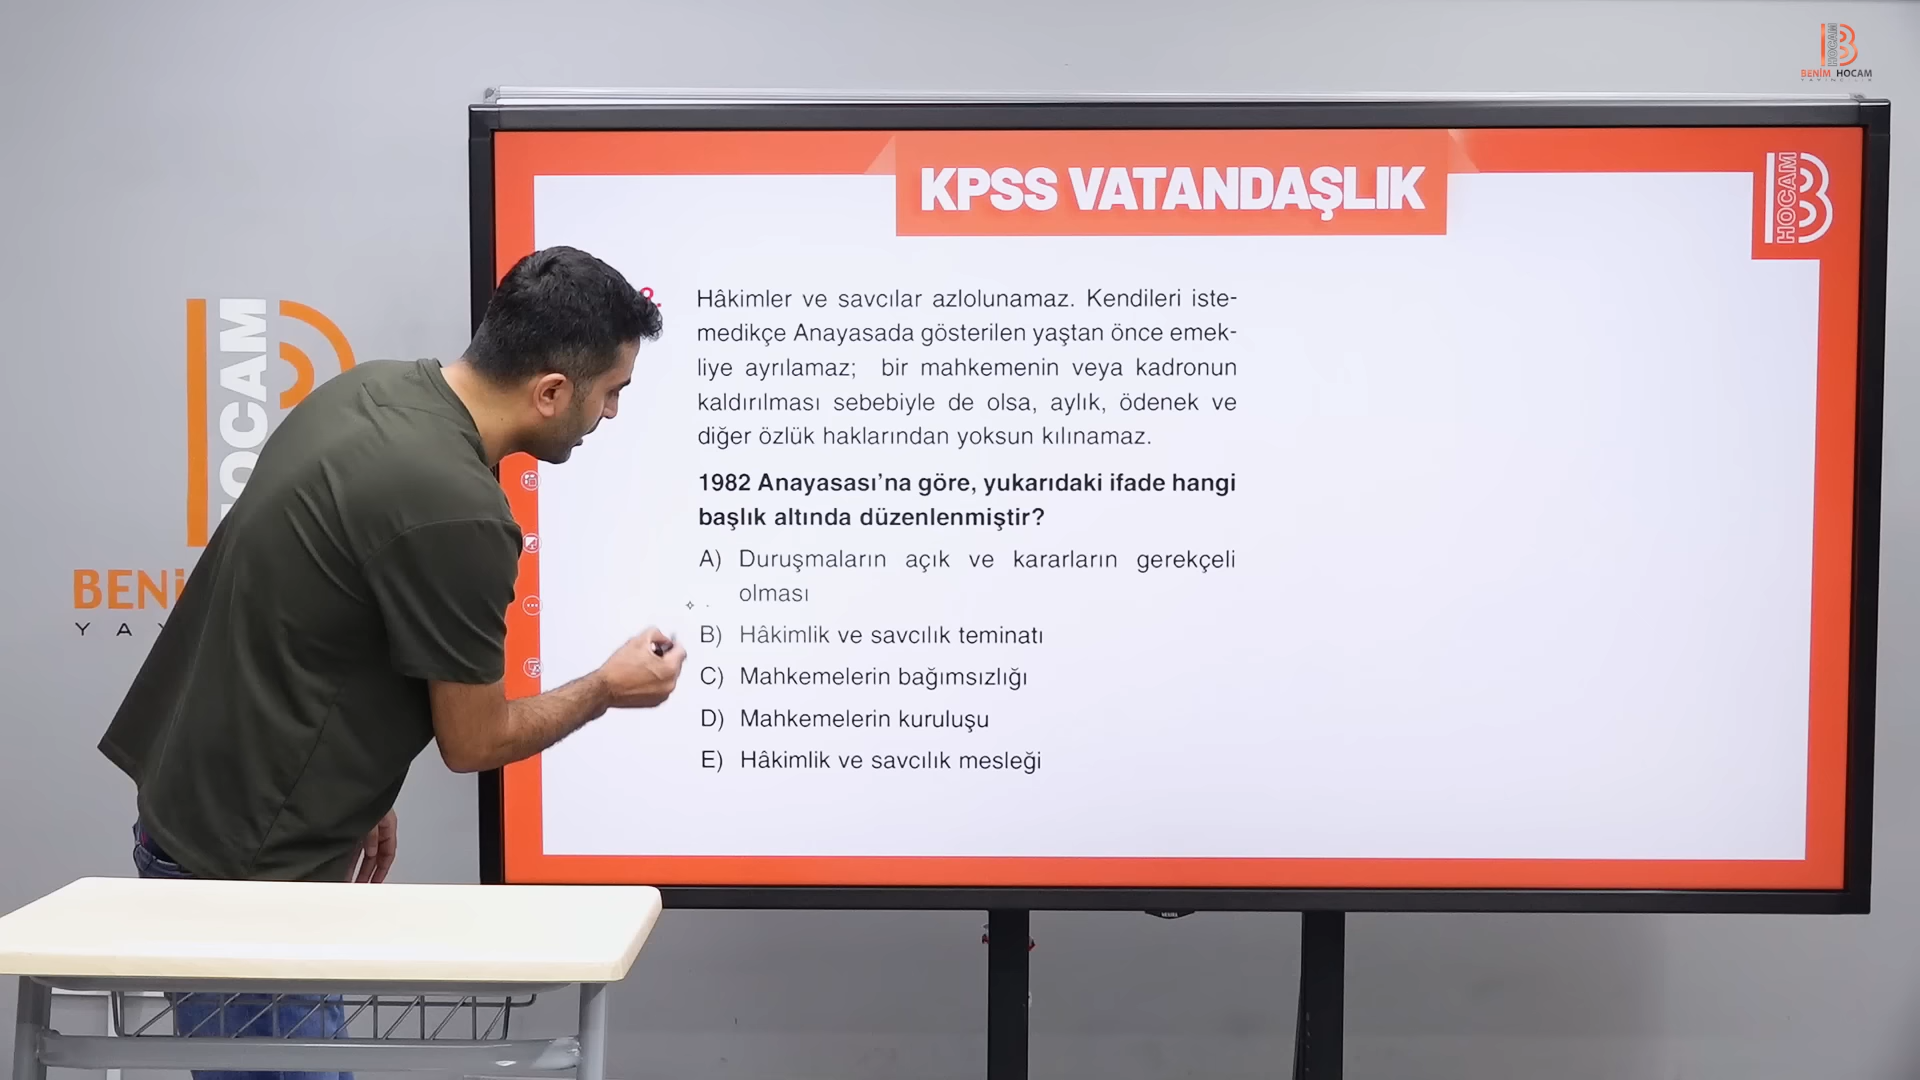 HOCAM
BENİM HOCAM
YAYINCILIK
KPSS VATANDAŞLIK
HOCAM
Hâkimler ve savcılar azlolunamaz. Kendileri iste-
medikçe Anayasada gösterilen yaştan önce emek-
liye ayrılamaz; bir mahkemenin veya kadronun
kaldırılması sebebiyle de olsa, aylık, ödenek ve
diğer özlük haklarından yoksun kılınamaz.
1982 Anayasası'na göre, yukarıdaki ifade hangi
başlık altında düzenlenmiştir?
A) Duruşmaların açık ve kararların gerekçeli
olması
B) Hâkimlik ve savcılık teminatı
C) Mahkemelerin bağımsızlığı
D) Mahkemelerin kuruluşu
E) Hâkimlik ve savcılık mesleği
HOCAM
BENİ
YAY